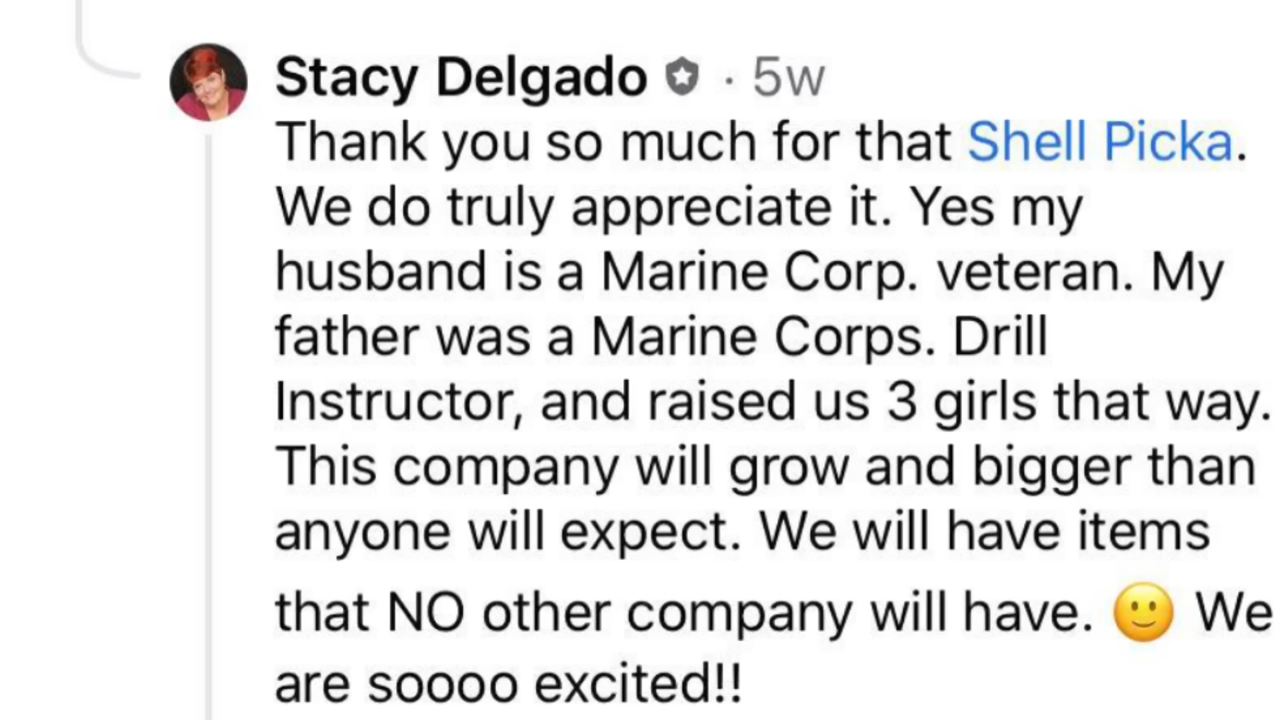 Stacy Delgado · 5w
Thank you so much for that Shell Picka.
We do truly appreciate it. Yes my
husband is a Marine Corp. veteran. My
father was a Marine Corps. Drill
Instructor, and raised us 3 girls that way.
This company will grow and bigger than
anyone will expect. We will have items
that NO other company will have. 🙂 We
are soooo excited!!